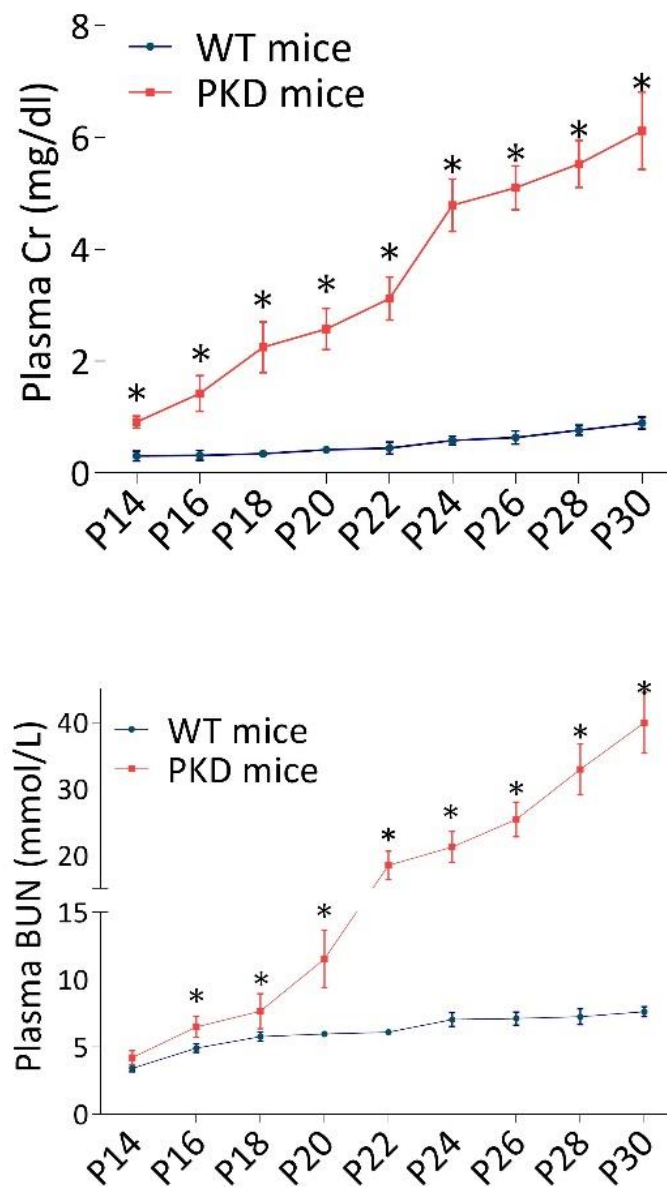 8
WT mice
PKD mice
6
4
2
0
Plasma Cr (mg/dl)
* * * * * * * * *
P14 P16 P18 P20 P22 P24 P26 P28 P30
WT mice
PKD mice
40
30
20
15
10
5
0
Plasma BUN (mmol/L)
* * * * * * * *
P14 P16 P18 P20 P22 P24 P26 P28 P30